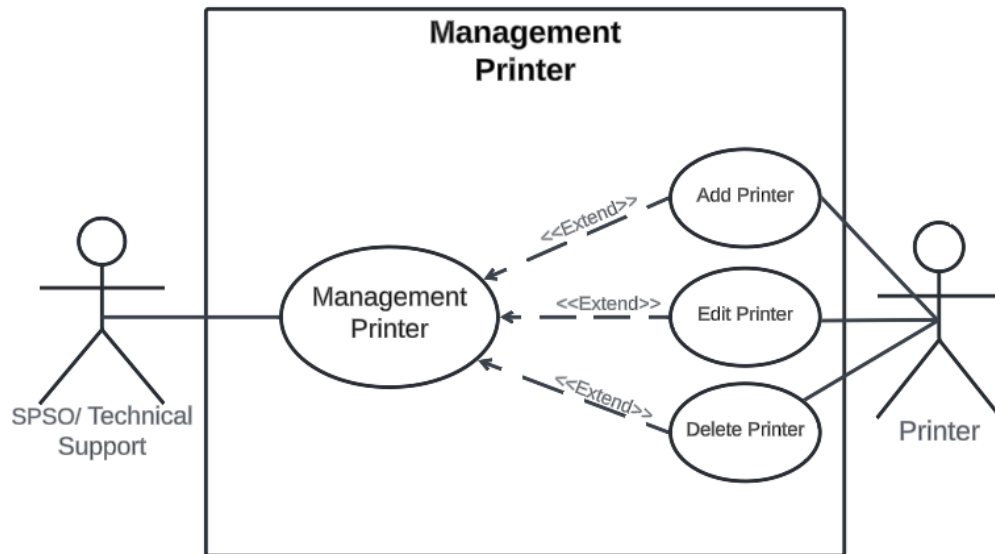 Management
Printer
Add Printer
<<Extend>>
Management
Printer
<<Extend>>
Edit Printer
<<Extend>>
Delete Printer
SPSO/ Technical
Support
Printer